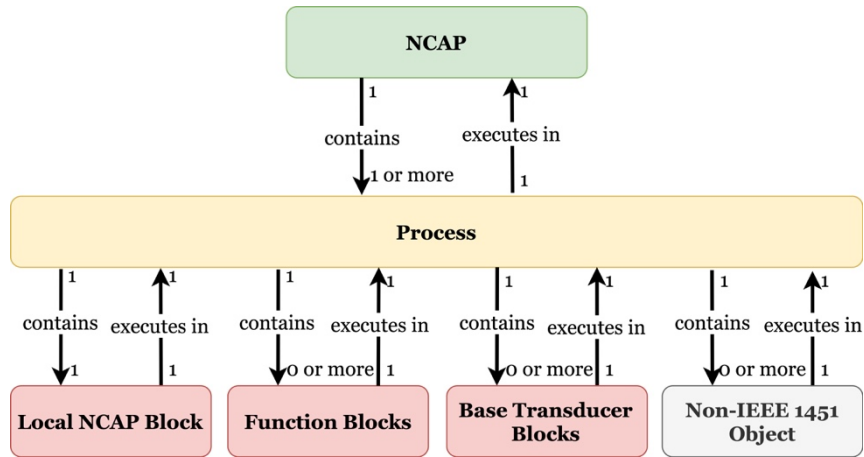 NCAP
1 1
contains executes in
1 or more 1
Process
1 1 1 1 1 1 1 1
contains executes in contains executes in contains executes in contains executes in
1 1 0 or more 1 0 or more 1 0 or more 1
Local NCAP Block Function Blocks Base Transducer Blocks Non-IEEE 1451 Object